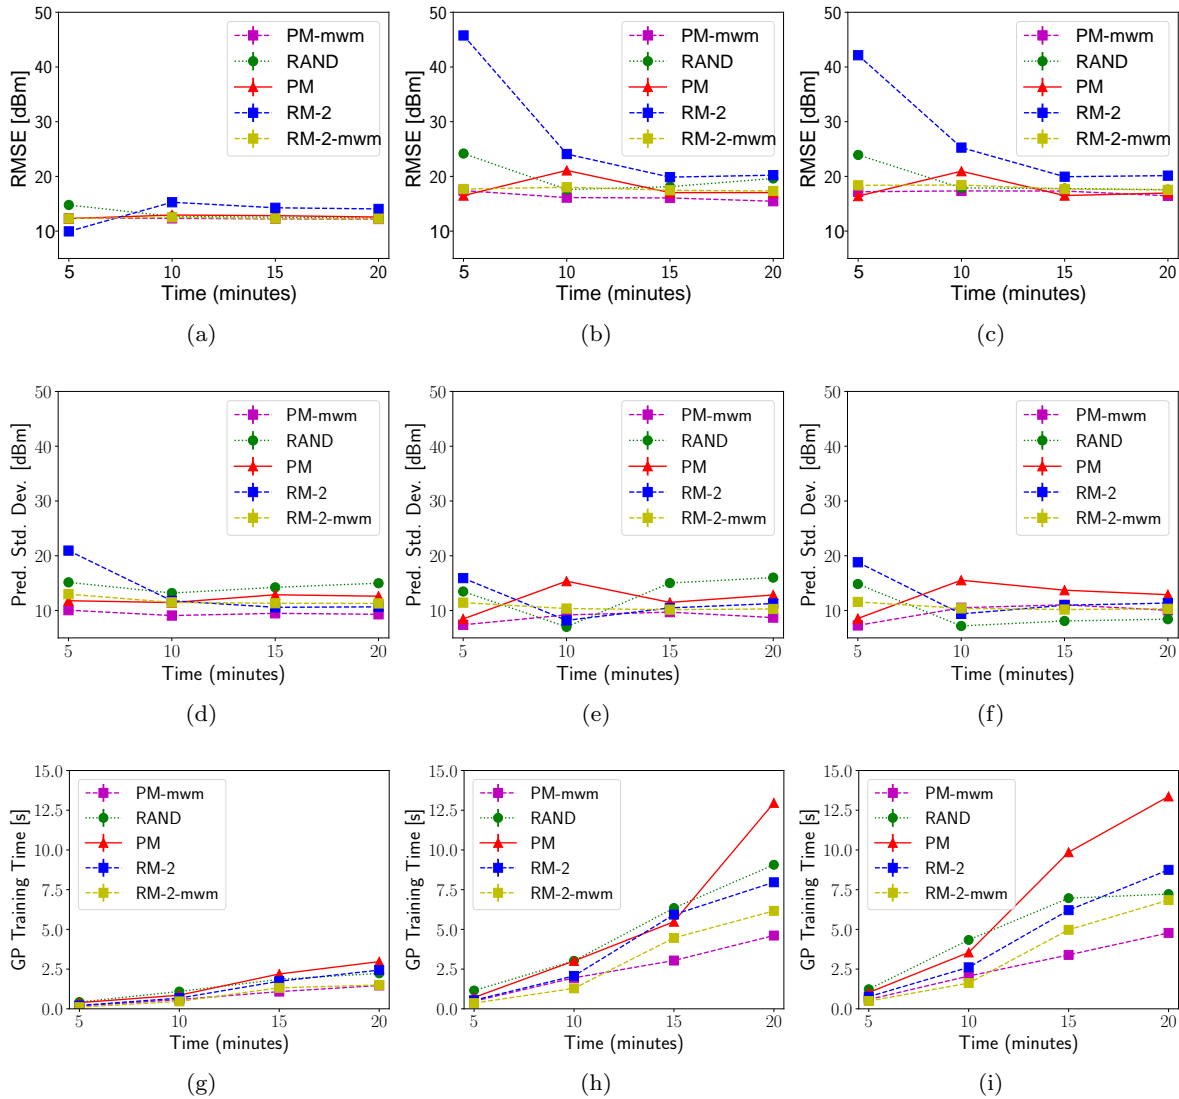 50
40
30
20
10
RMSE [dBm]
PM-mwm
RAND
PM
RM-2
RM-2-mwm
5 10 15 20
Time (minutes)
(a)
50
40
30
20
10
RMSE [dBm]
PM-mwm
RAND
PM
RM-2
RM-2-mwm
5 10 15 20
Time (minutes)
(b)
50
40
30
20
10
RMSE [dBm]
PM-mwm
RAND
PM
RM-2
RM-2-mwm
5 10 15 20
Time (minutes)
(c)
50
40
30
20
10
Pred. Std. Dev. [dBm]
PM-mwm
RAND
PM
RM-2
RM-2-mwm
5 10 15 20
Time (minutes)
(d)
50
40
30
20
10
Pred. Std. Dev. [dBm]
PM-mwm
RAND
PM
RM-2
RM-2-mwm
5 10 15 20
Time (minutes)
(e)
50
40
30
20
10
Pred. Std. Dev. [dBm]
PM-mwm
RAND
PM
RM-2
RM-2-mwm
5 10 15 20
Time (minutes)
(f)
15.0
12.5
10.0
7.5
5.0
2.5
0.0
GP Training Time [s]
PM-mwm
RAND
PM
RM-2
RM-2-mwm
5 10 15 20
Time (minutes)
(g)
15.0
12.5
10.0
7.5
5.0
2.5
0.0
GP Training Time [s]
PM-mwm
RAND
PM
RM-2
RM-2-mwm
5 10 15 20
Time (minutes)
(h)
15.0
12.5
10.0
7.5
5.0
2.5
0.0
GP Training Time [s]
PM-mwm
RAND
PM
RM-2
RM-2-mwm
5 10 15 20
Time (minutes)
(i)